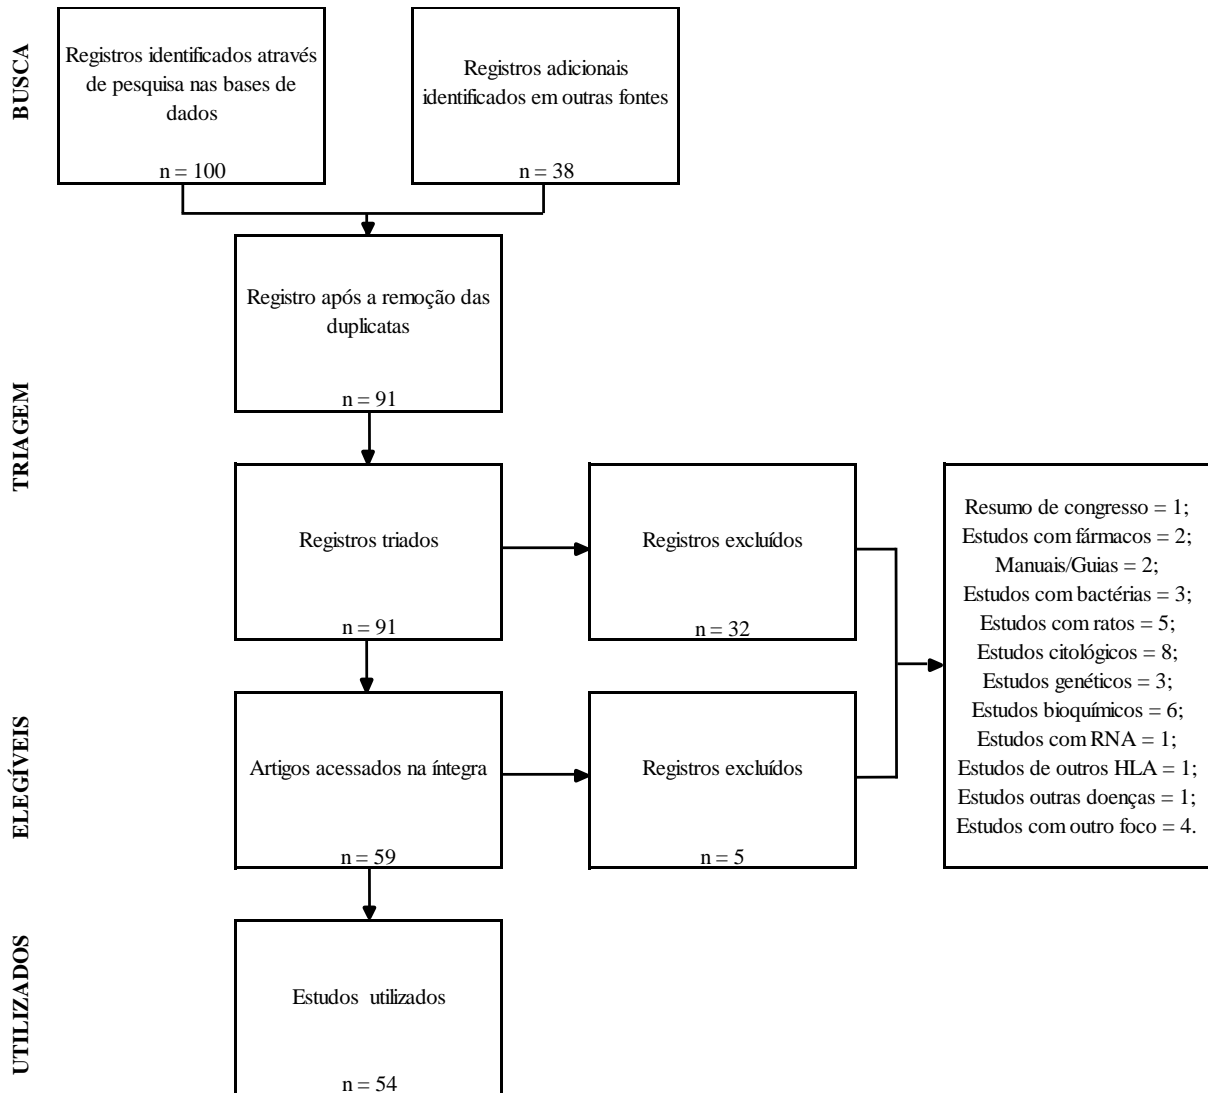 BUSCA
Registros identificados através
de pesquisa nas bases de
dados
n = 100
Registros adicionais
identificados em outras fontes
n = 38
TRIAGEM
Registro após a remoção das
duplicatas
n = 91
Registros triados
n = 91
Registros excluídos
n = 32
Resumo de congresso = 1;
Estudos com fármacos = 2;
Manuais/Guias = 2;
Estudos com bactérias = 3;
Estudos com ratos = 5;
Estudos citológicos = 8;
Estudos genéticos = 3;
Estudos bioquímicos = 6;
Estudos com RNA = 1;
Estudos de outros HLA = 1;
Estudos outras doenças = 1;
Estudos com outro foco = 4.
ELEGÍVEIS
Artigos acessados na íntegra
n = 59
Registros excluídos
n = 5
UTILIZADOS
Estudos utilizados
n = 54